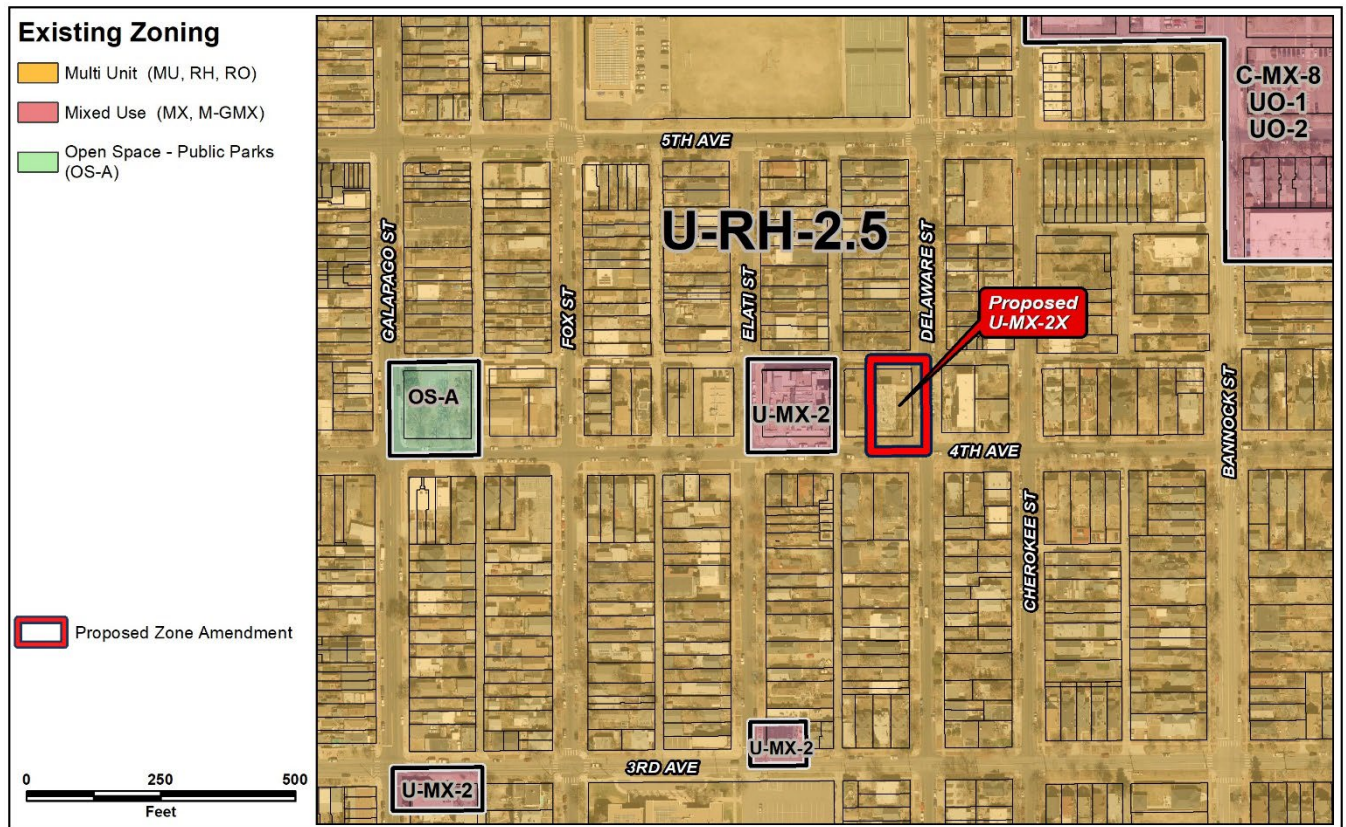 Existing Zoning
Multi Unit (MU, RH, RO)
Mixed Use (MX, M-GMX)
Open Space - Public Parks
(OS-A)
Proposed Zone Amendment
0 250 500
Feet
C-MX-8
UO-1
UO-2
5TH AVE
U-RH-2.5
GALAPAGO ST
FOX ST
ELATI ST
DELAWARE ST
Proposed
U-MX-2X
OS-A
U-MX-2
4TH AVE
BANNOCK ST
CHEROKEE ST
U-MX-2
3RD AVE
U-MX-2